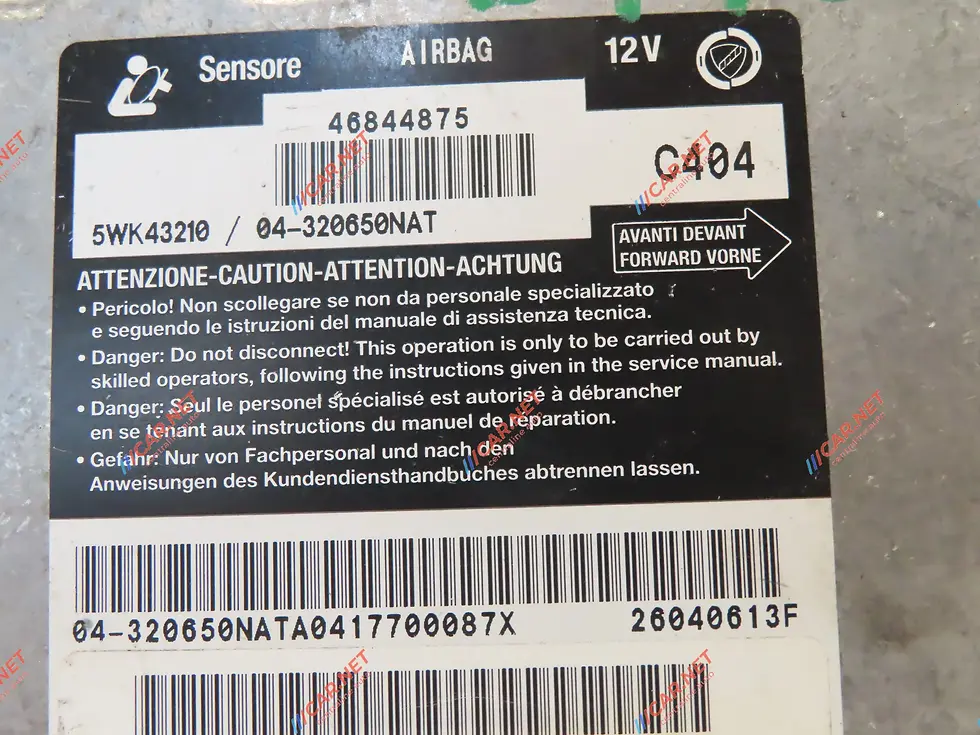 Sensore AIRBAG 12V
46844875
C404
5WK43210 / 04-320650NAT
AVANTI DEVANT
FORWARD VORNE
ATTENZIONE-CAUTION-ATTENTION-ACHTUNG
• Pericolo! Non scollegare se non da personale specializzato
e seguendo le istruzioni del manuale di assistenza tecnica.
• Danger: Do not disconnect! This operation is only to be carried out by
skilled operators, following the instructions given in the service manual.
• Danger: Seul le personel spécialisé est autorisé à débrancher
en se tenant aux instructions du manuel de réparation.
• Gefahr: Nur von Fachpersonal und nach den
Anweisungen des Kundendiensthandbuches abtrennen lassen.
04-320650NATA0417700087X 26040613F